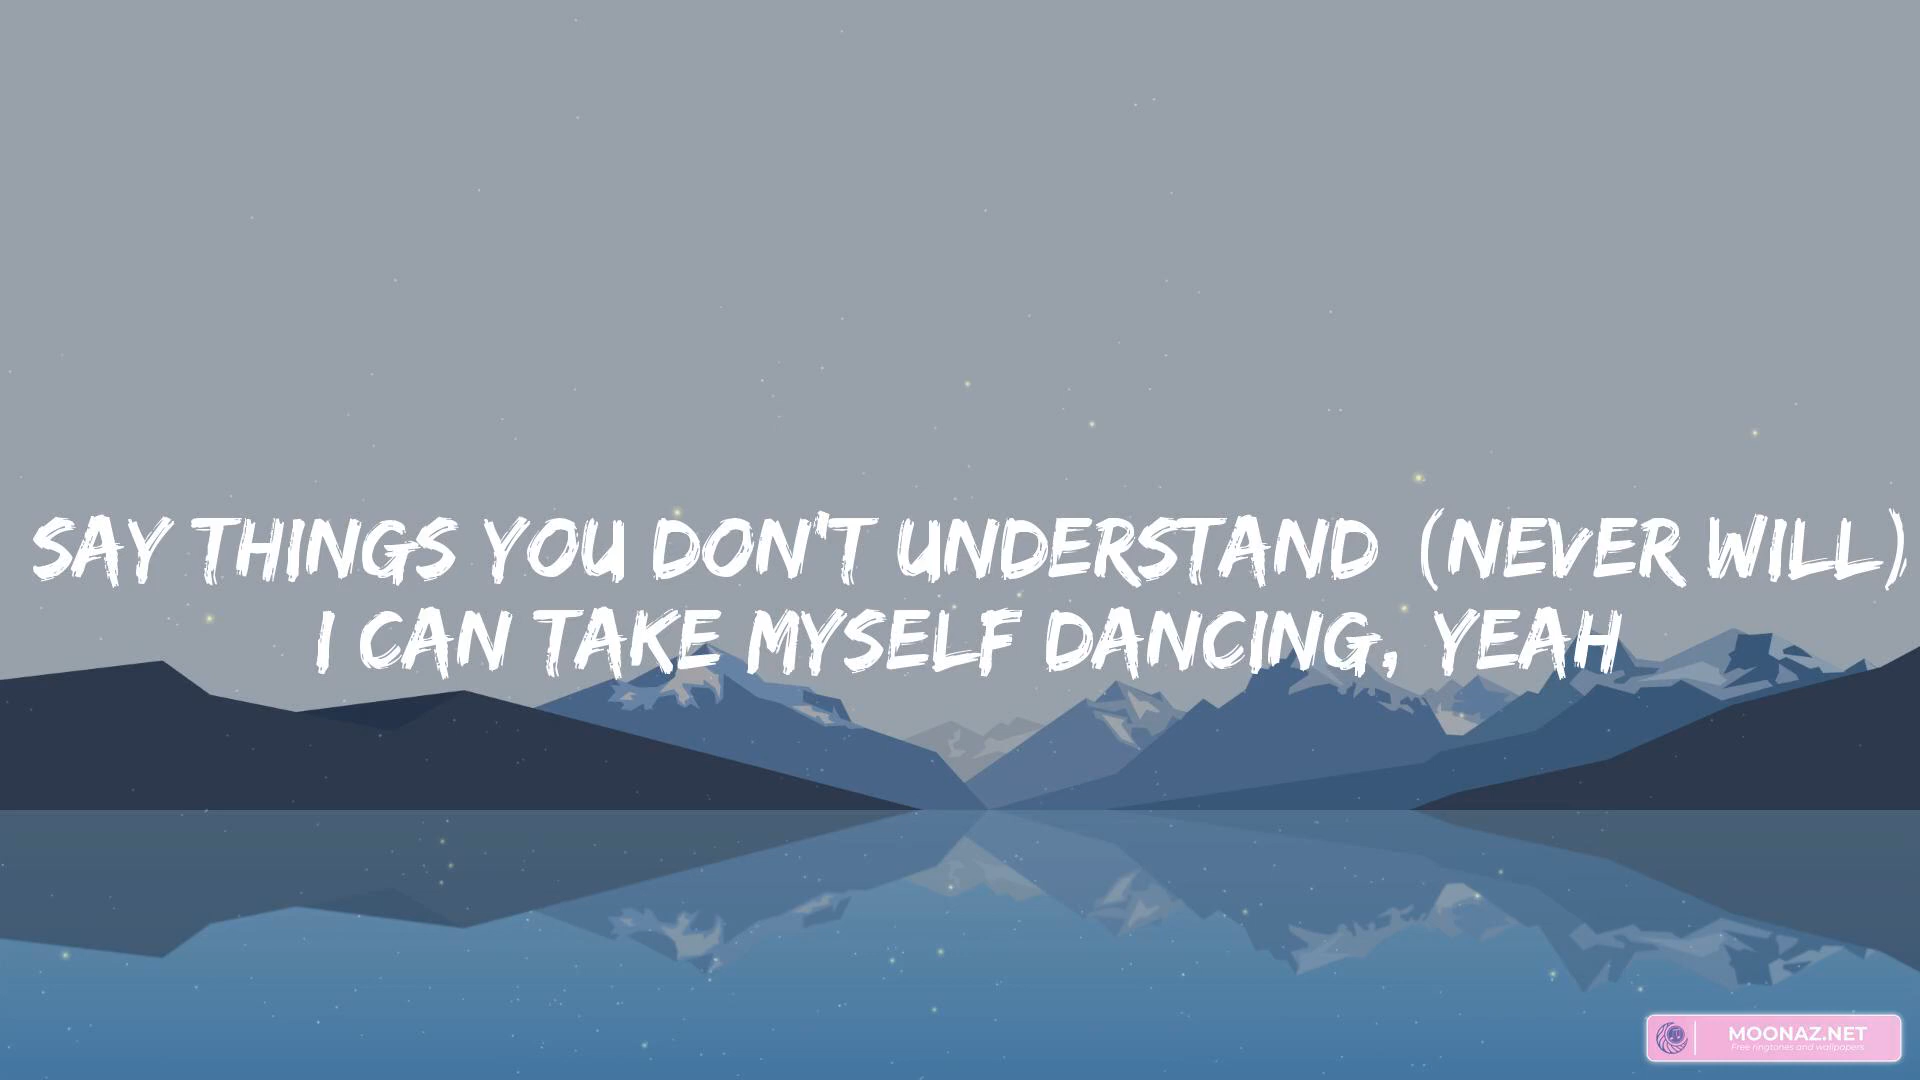 SAY THINGS YOU DON'T UNDERSTAND (NEVER WILL)
I CAN TAKE MYSELF DANCING, YEAH
MOONAZ.NET
Free ringtones and wallpapers